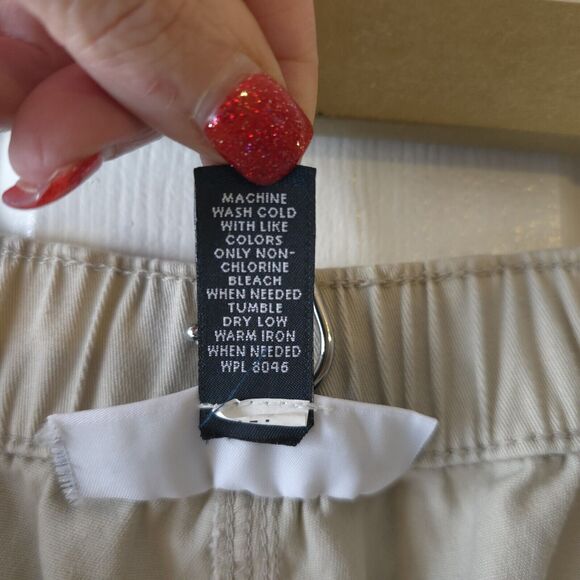 MACHINE
WASH COLD
WITH LIKE
COLORS
ONLY NON-
CHLORINE
BLEACH
WHEN NEEDED
TUMBLE
DRY LOW
WARM IRON
WHEN NEEDED
WPL 8046